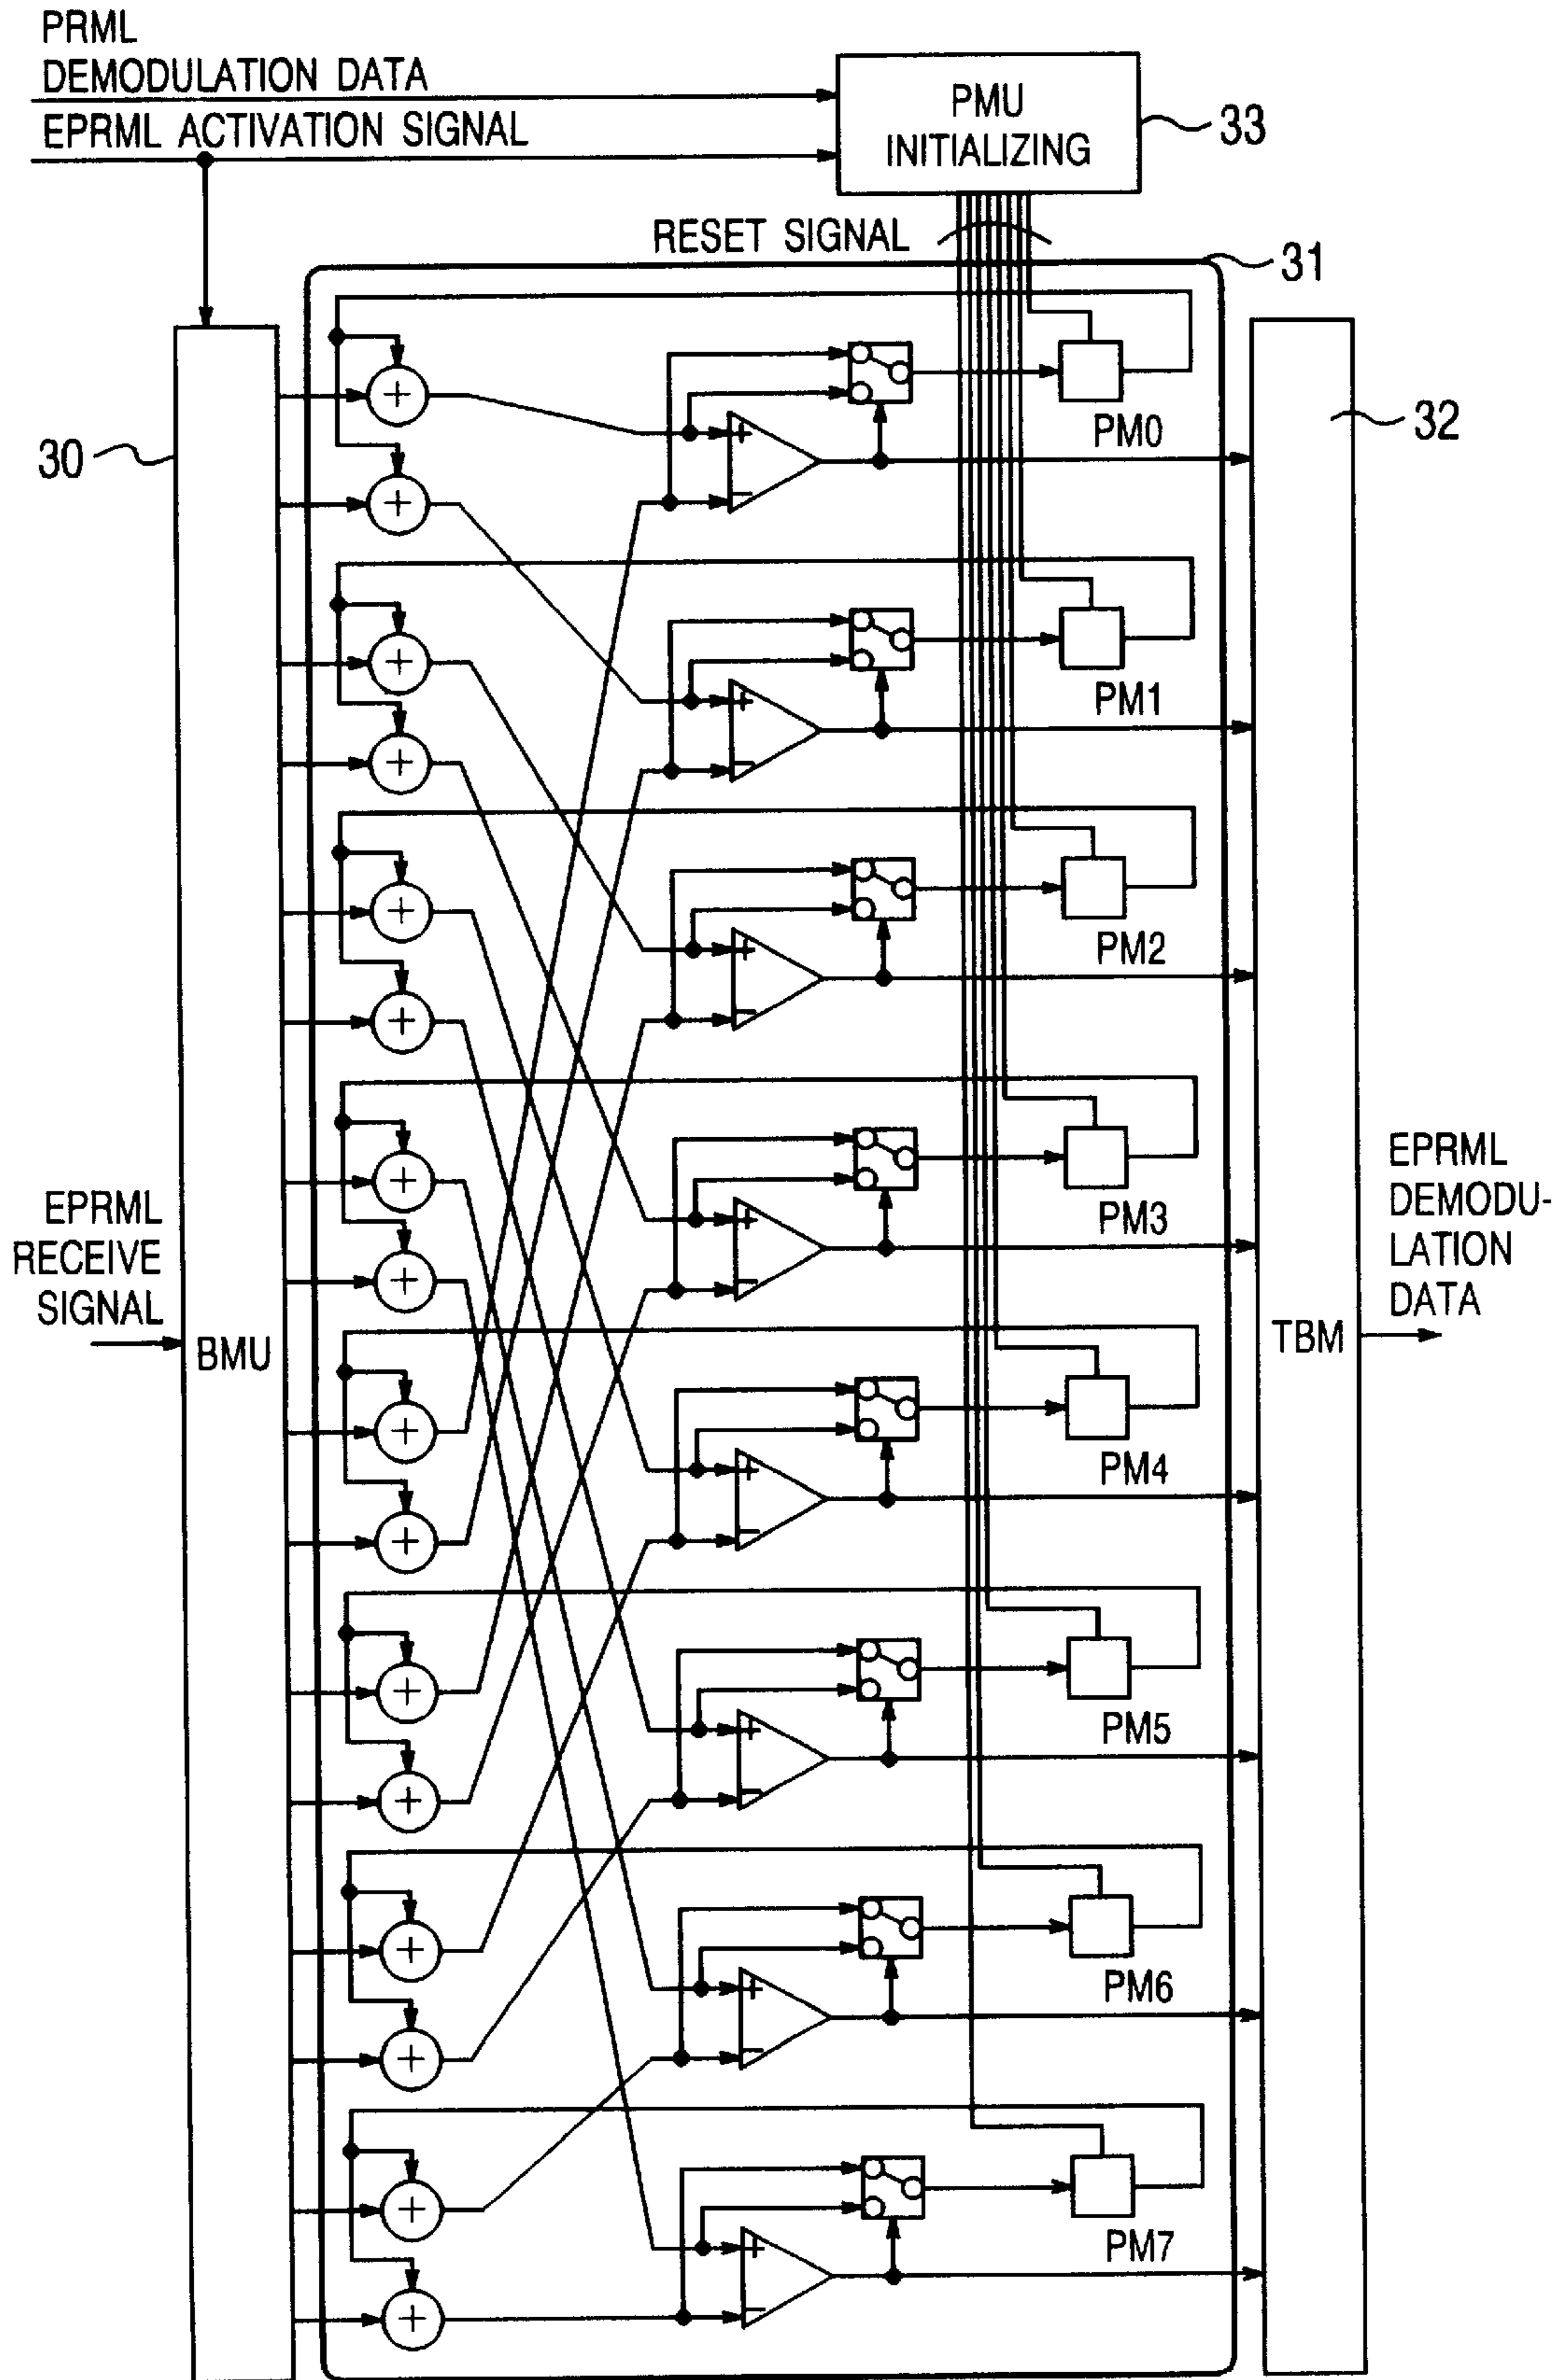 PRML
DEMODULATION DATA
EPRML ACTIVATION SIGNAL
PMU
INITIALIZING
33
RESET SIGNAL
31
30
32
PM0
PM1
PM2
PM3
EPRML
RECEIVE
SIGNAL
BMU
TBM
EPRML
DEMODU-
LATION
DATA
PM4
PM5
PM6
PM7